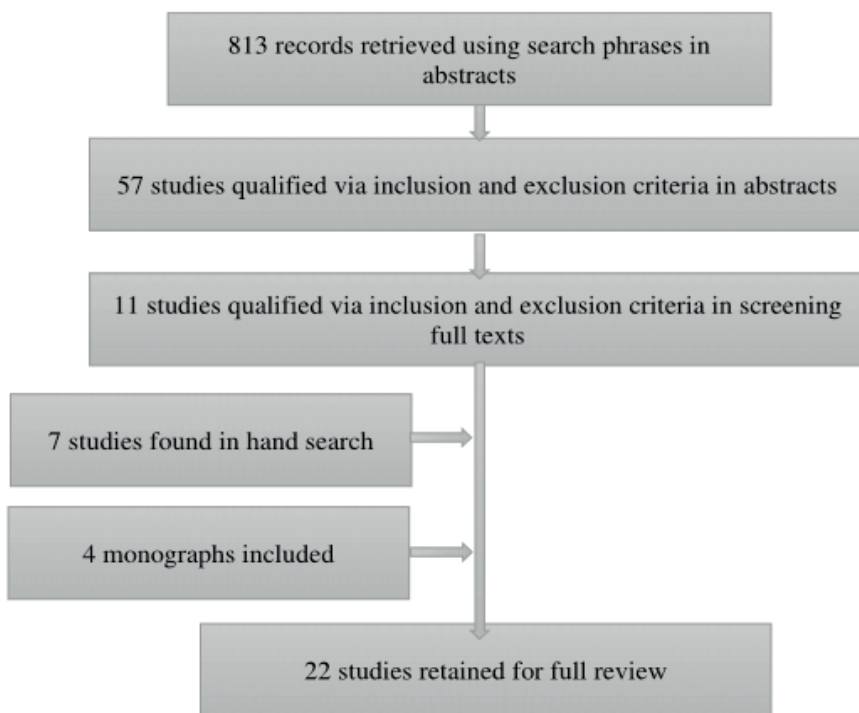 813 records retrieved using search phrases in
abstracts
57 studies qualified via inclusion and exclusion criteria in abstracts
11 studies qualified via inclusion and exclusion criteria in screening
full texts
7 studies found in hand search
4 monographs included
22 studies retained for full review